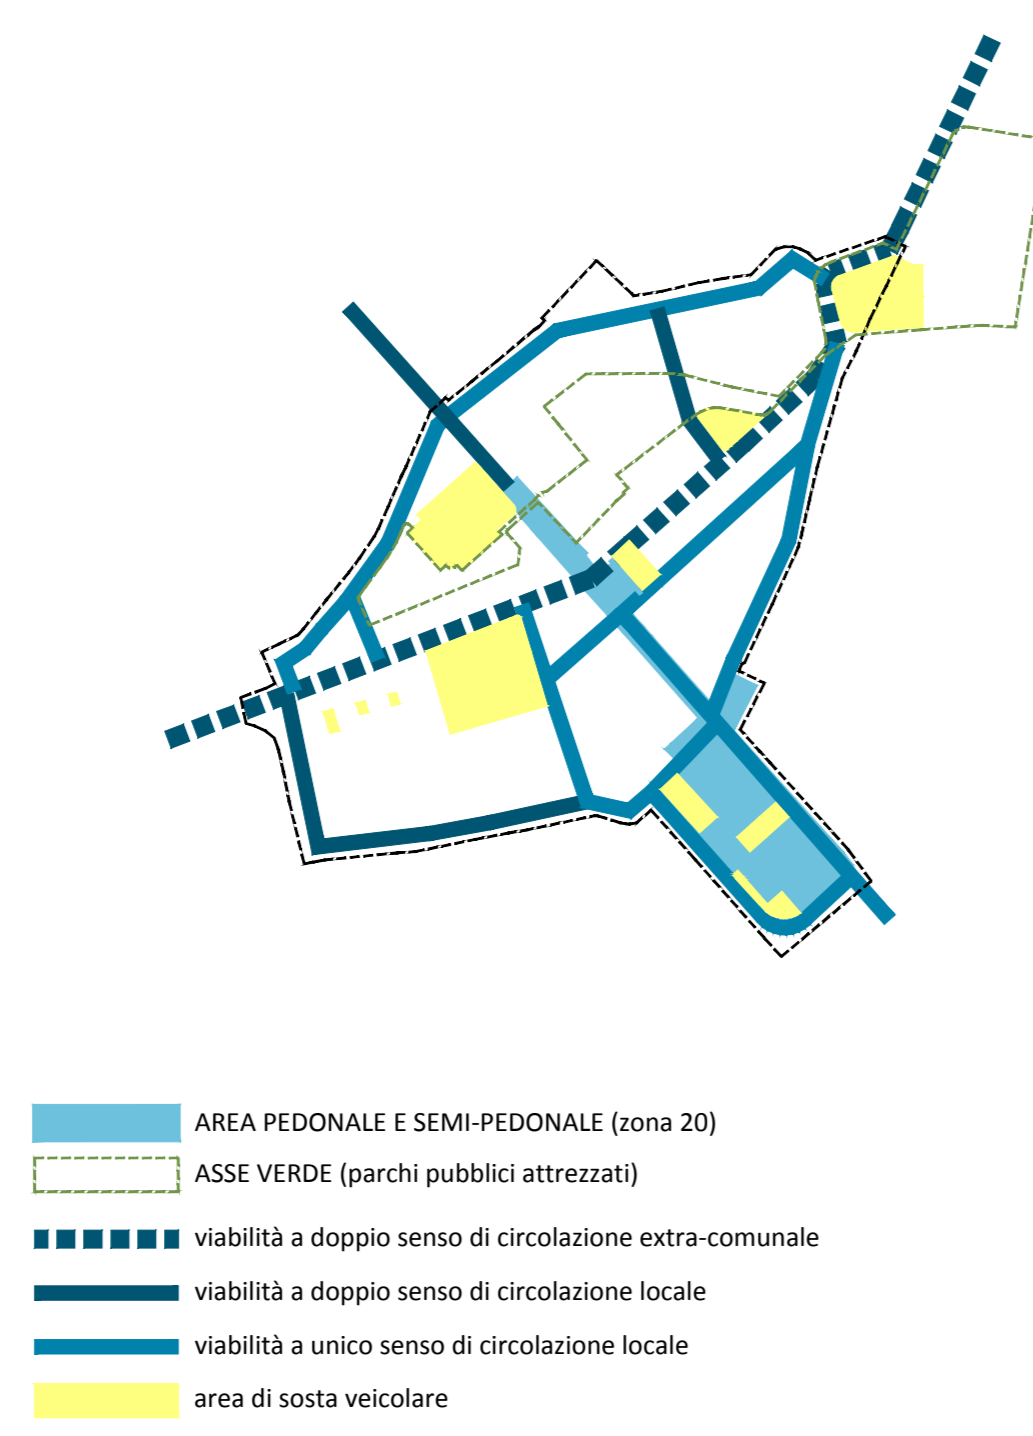 AREA PEDONALE E SEMI-PEDONALE (zona 20)
ASSE VERDE (parchi pubblici attrezzati)
viabilità a doppio senso di circolazione extra-comunale
viabilità a doppio senso di circolazione locale
viabilità a unico senso di circolazione locale
area di sosta veicolare